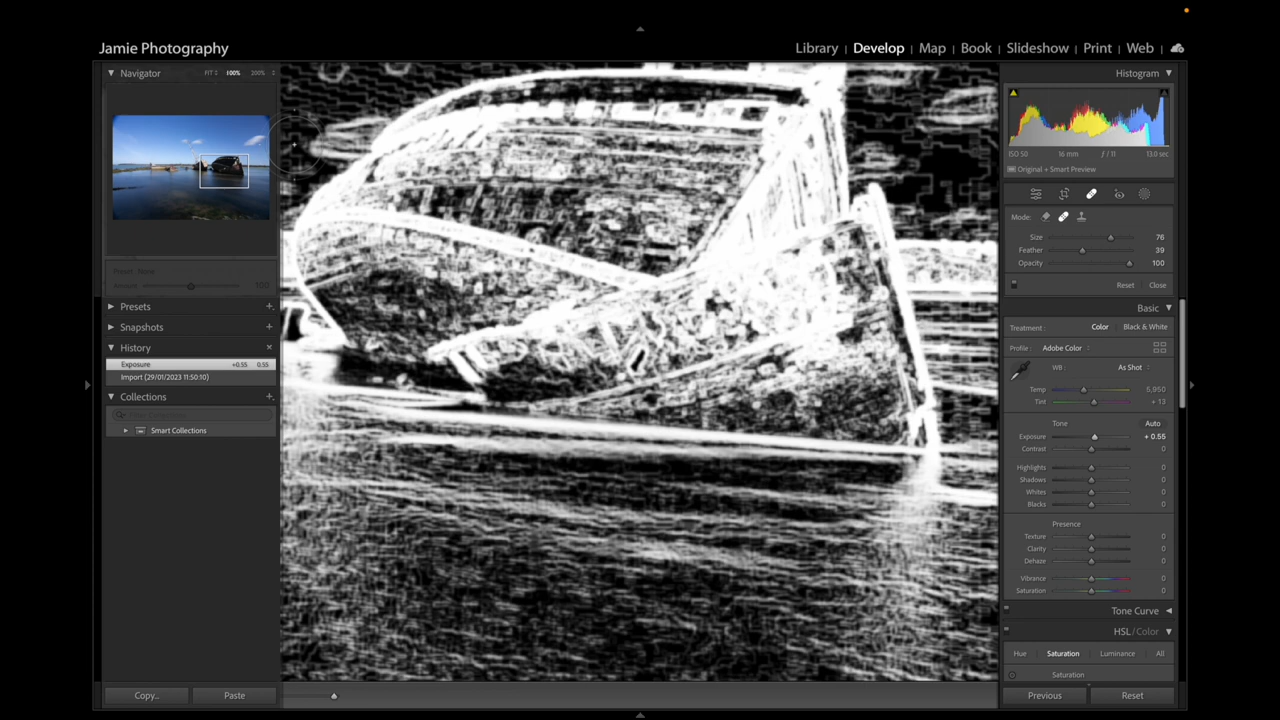 Jamie Photography
Library | Develop | Map | Book | Slideshow | Print | Web
Navigator
FIT
100%
200%
Histogram
ISO 50
16 mm
f / 11
13.0 sec
Original + Smart Preview
Mode:
Size 76
Feather 39
Opacity 100
Reset
Close
Preset
None
Amount
100
Presets
Snapshots
History
Exposure +0.55 0.55
Import (29/01/2023 11:50:10)
Collections
Smart Collections
Basic
Treatment :
Color
Black & White
Profile :
Adobe Color
WB :
As Shot
Temp 5,950
Tint + 13
Tone
Auto
Exposure + 0.55
Contrast 0
Highlights 0
Shadows 0
Whites 0
Blacks 0
Presence
Texture 0
Clarity 0
Dehaze 0
Vibrance 0
Saturation 0
Tone Curve
HSL / Color
Hue
Saturation
Luminance
All
Saturation
Copy...
Paste
Previous
Reset